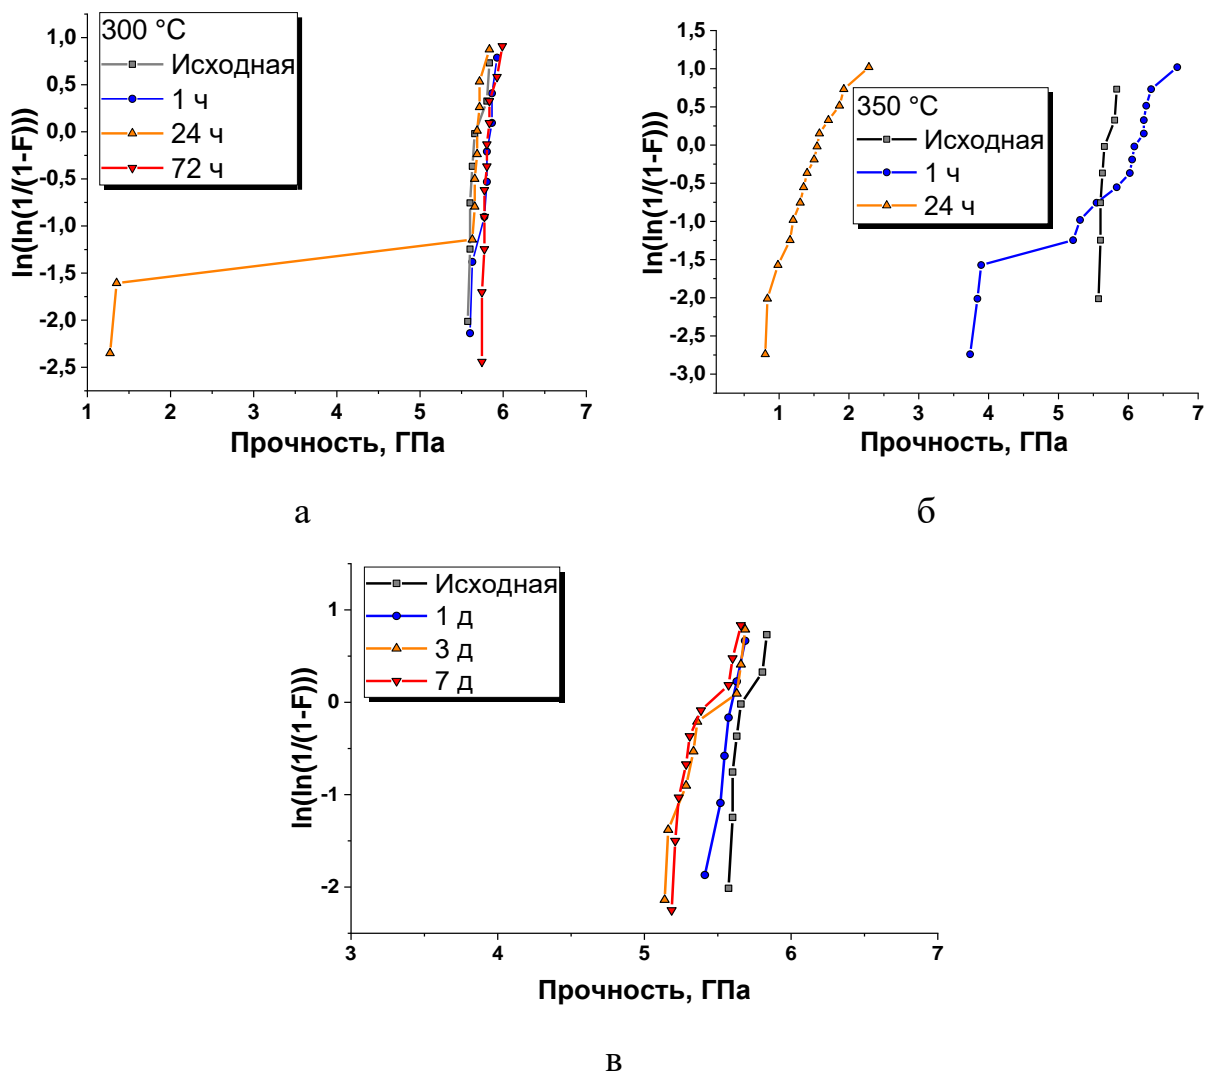 300 °C
Исходная
1 ч
24 ч
72 ч
1,0
0,5
0,0
-0,5
-1,0
-1,5
-2,0
-2,5
ln(ln(1/(1-F)))
1 2 3 4 5 6 7
Прочность, ГПа
а
350 °C
Исходная
1 ч
24 ч
1,5
1,0
0,5
0,0
-0,5
-1,0
-1,5
-2,0
-2,5
-3,0
ln(ln(1/(1-F)))
1 2 3 4 5 6 7
Прочность, ГПа
б
Исходная
1 д
3 д
7 д
1
0
-1
-2
ln(ln(1/(1-F)))
3 4 5 6 7
Прочность, ГПа
в